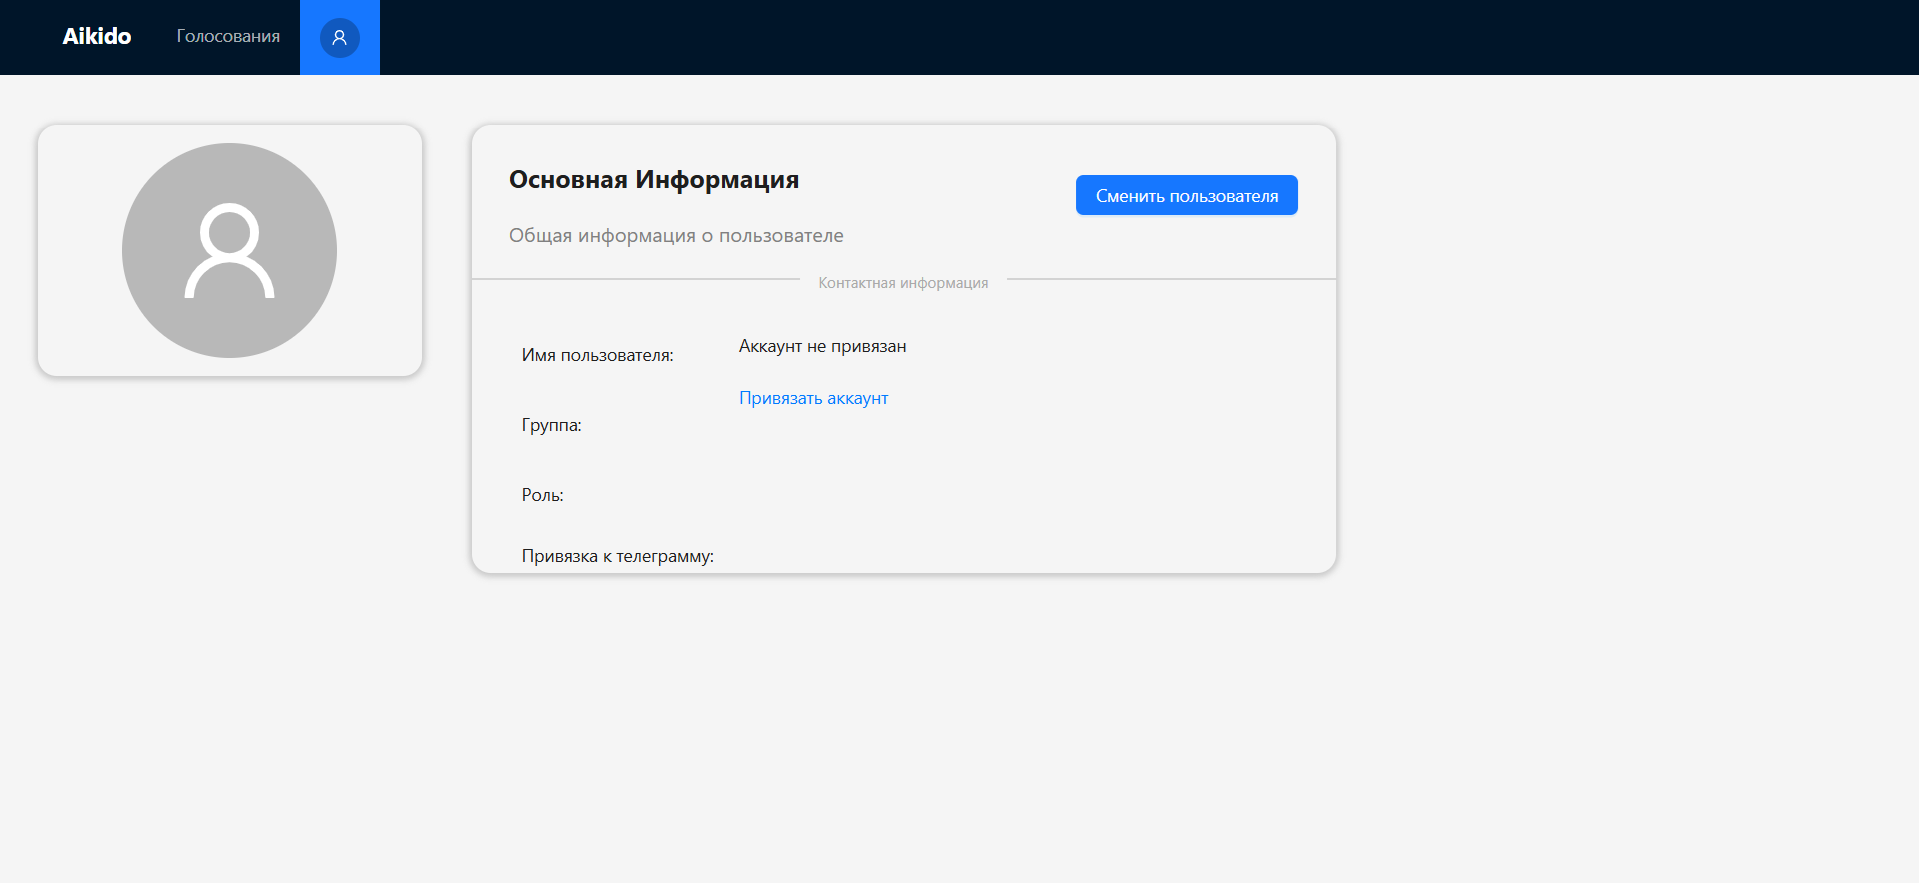 Aikido
Голосования
Основная Информация
Сменить пользователя
Общая информация о пользователе
Контактная информация
Имя пользователя:
Аккаунт не привязан
Привязать аккаунт
Группа:
Роль:
Привязка к телеграмму: